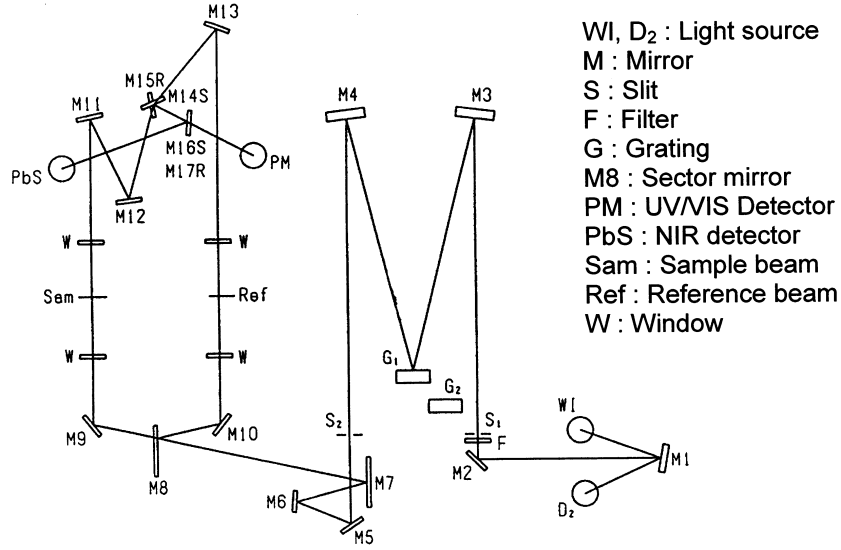 M13
M15R
M14S
M11
M16S
M17R
PbS
PM
M12
W
W
Sam
Ref
W
W
M9
M10
M8
M4
M3
G1
G2
S2
S1
F
M2
WI
M1
D2
M7
M6
M5
WI, D2 : Light source
M : Mirror
S : Slit
F : Filter
G : Grating
M8 : Sector mirror
PM : UV/VIS Detector
PbS : NIR detector
Sam : Sample beam
Ref : Reference beam
W : Window